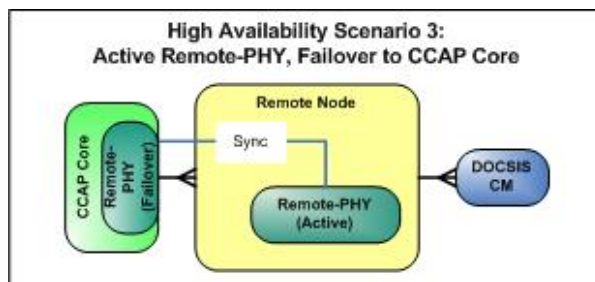 High Availability Scenario 3:
Active Remote-PHY, Failover to CCAP Core
Remote Node
CCAP Core
Remote-
PHY
(Failover)
Sync
Remote-PHY
(Active)
DOCSIS
CM